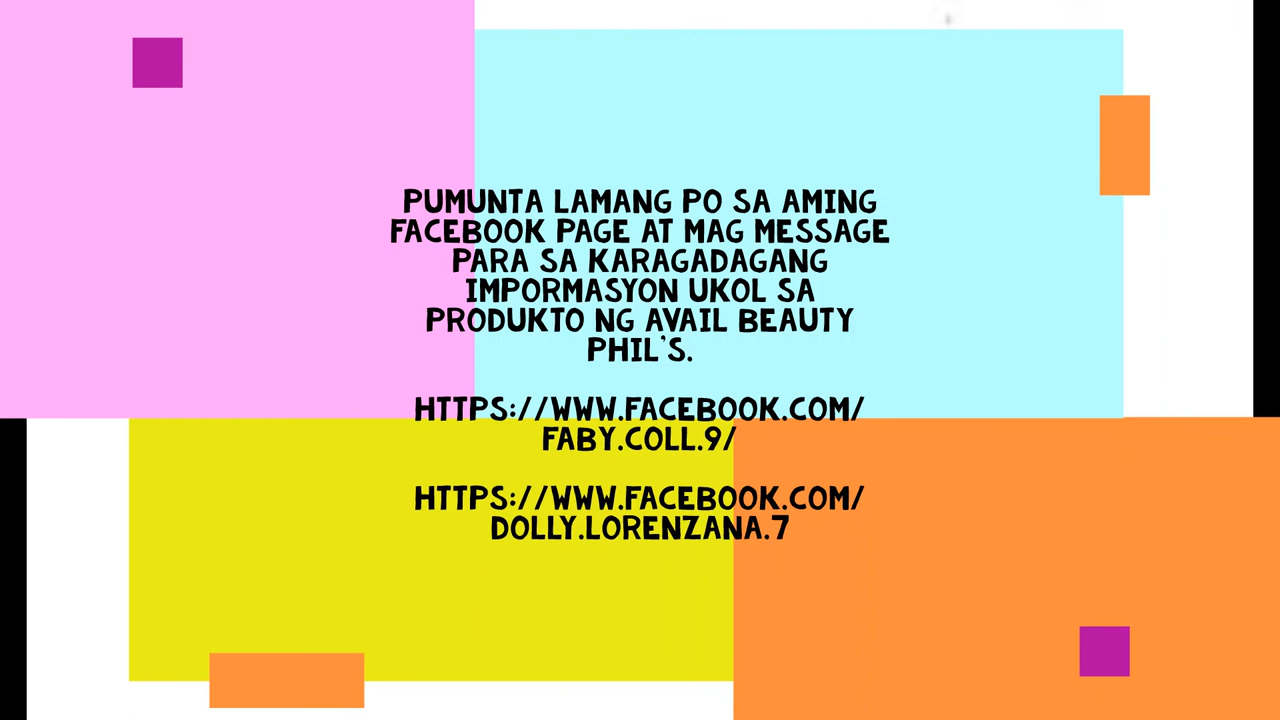 PUMUNTA LAMANG PO SA AMING
FACEBOOK PAGE AT MAG MESSAGE
PARA SA KARAGADAGANG
IMPORMASYON UKOL SA
PRODUKTO NG AVAIL BEAUTY
PHIL'S.
HTTPS://WWW.FACEBOOK.COM/
FABY.COLL.9/
HTTPS://WWW.FACEBOOK.COM/
DOLLY.LORENZANA.7